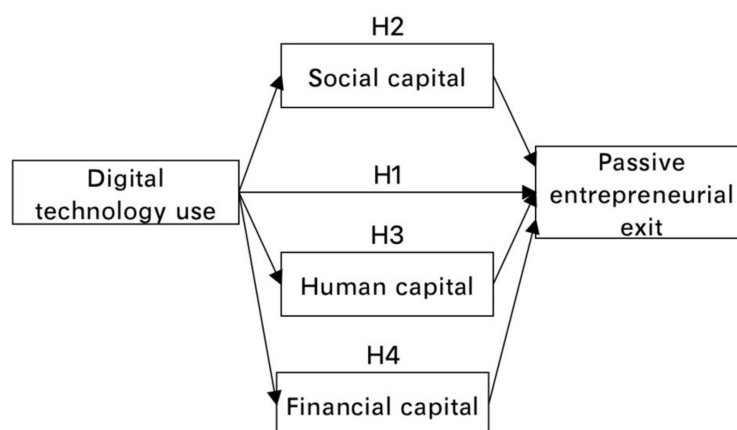 H2
Social capital
Digital
technology use
H1
Passive
entrepreneurial
exit
H3
Human capital
H4
Financial capital